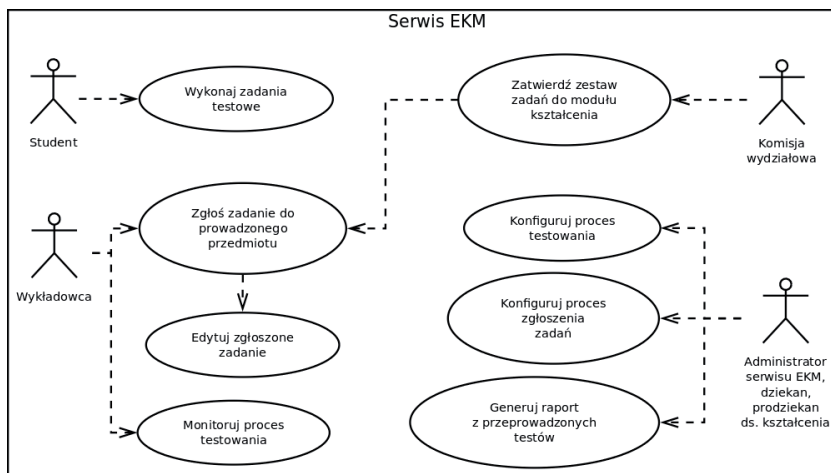 Serwis EKM
Student
Wykonaj zadania
testowe
Zatwierdź zestaw
zadań do modułu
kształcenia
Komisja
wydziałowa
Wykładowca
Zgłoś zadanie do
prowadzonego
przedmiotu
Konfiguruj proces
testowania
Edytuj zgłoszone
zadanie
Konfiguruj proces
zgłoszenia
zadań
Administrator
serwisu EKM,
dziekan,
prodziekan
ds. kształcenia
Monitoruj proces
testowania
Generuj raport
z przeprowadzonych
testów